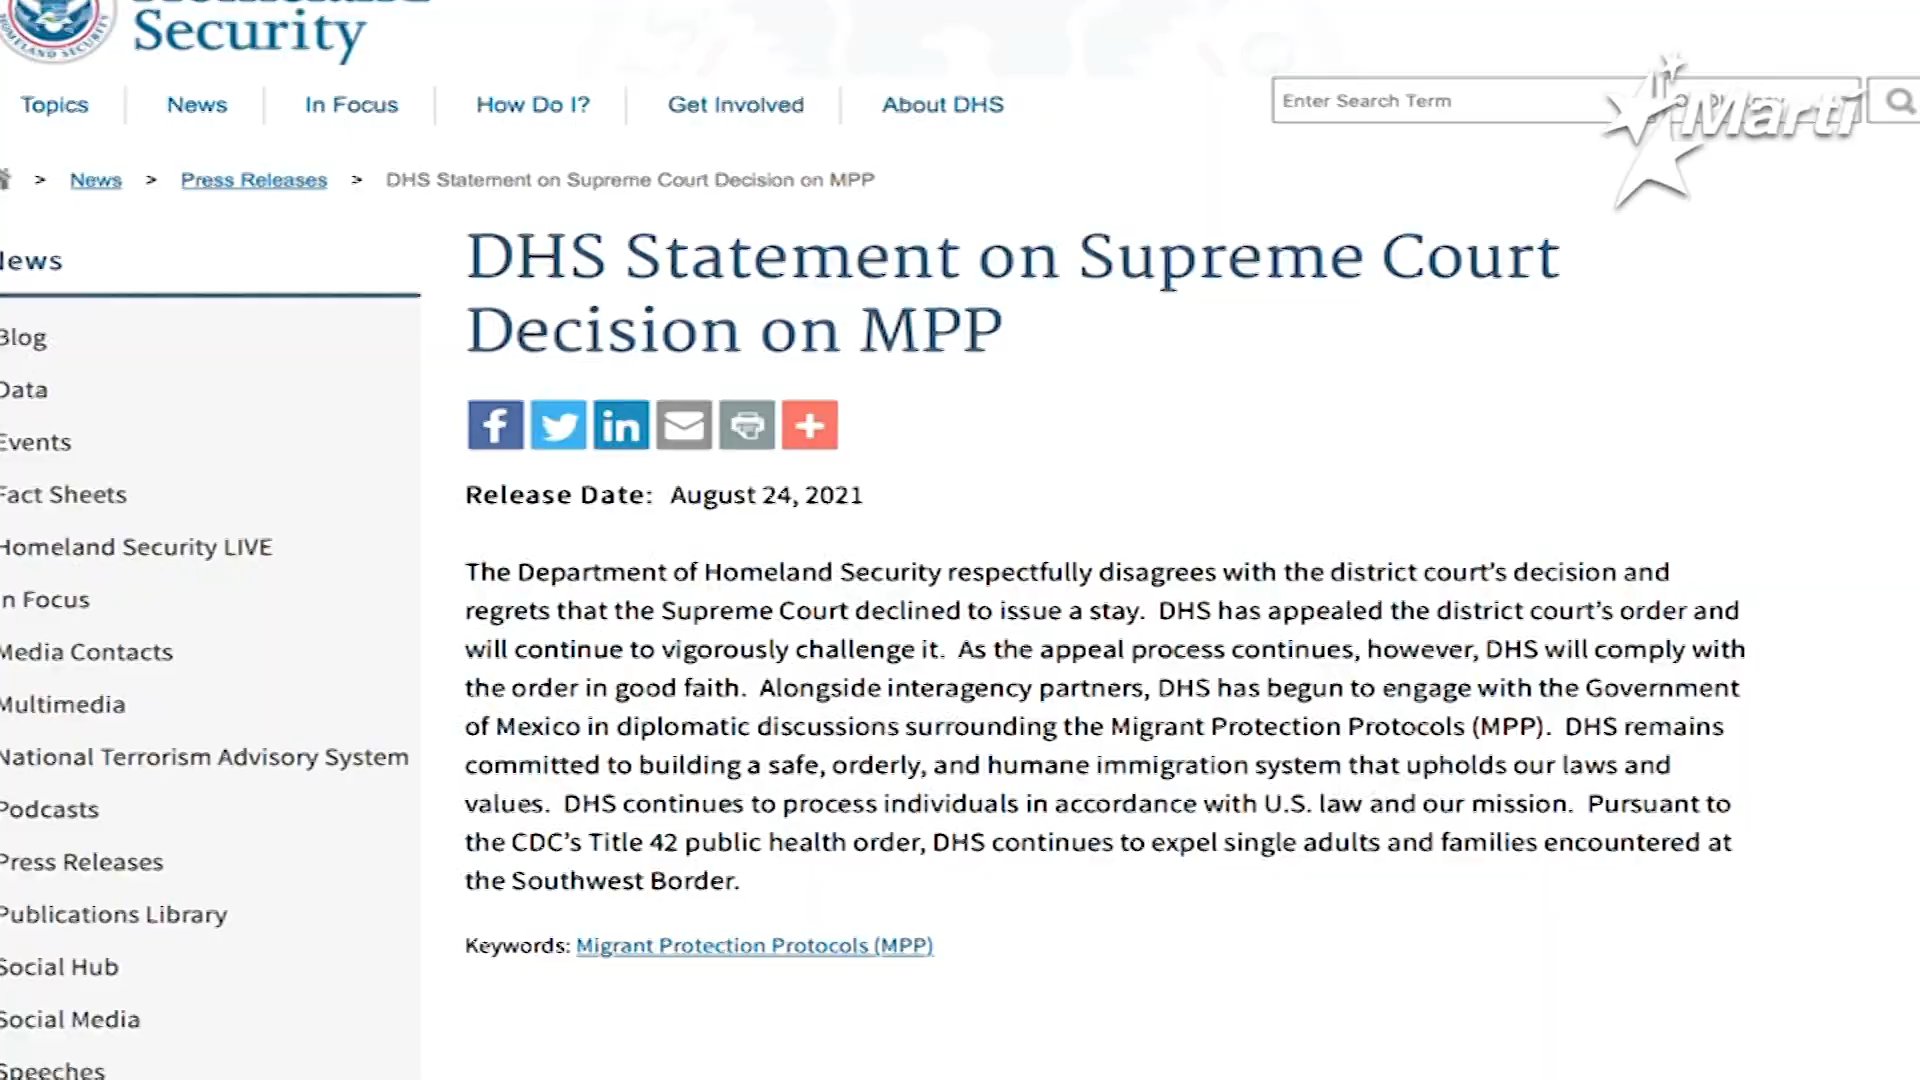 Security
Topics
News
In Focus
How Do I?
Get Involved
About DHS
Enter Search Term
Martí
> News > Press Releases > DHS Statement on Supreme Court Decision on MPP
News
Blog
Data
Events
Fact Sheets
Homeland Security LIVE
In Focus
Media Contacts
Multimedia
National Terrorism Advisory System
Podcasts
Press Releases
Publications Library
Social Hub
Social Media
Speeches
DHS Statement on Supreme Court
Decision on MPP
Release Date: August 24, 2021
The Department of Homeland Security respectfully disagrees with the district court's decision and
regrets that the Supreme Court declined to issue a stay. DHS has appealed the district court's order and
will continue to vigorously challenge it. As the appeal process continues, however, DHS will comply with
the order in good faith. Alongside interagency partners, DHS has begun to engage with the Government
of Mexico in diplomatic discussions surrounding the Migrant Protection Protocols (MPP). DHS remains
committed to building a safe, orderly, and humane immigration system that upholds our laws and
values. DHS continues to process individuals in accordance with U.S. law and our mission. Pursuant to
the CDC's Title 42 public health order, DHS continues to expel single adults and families encountered at
the Southwest Border.
Keywords: Migrant Protection Protocols (MPP)